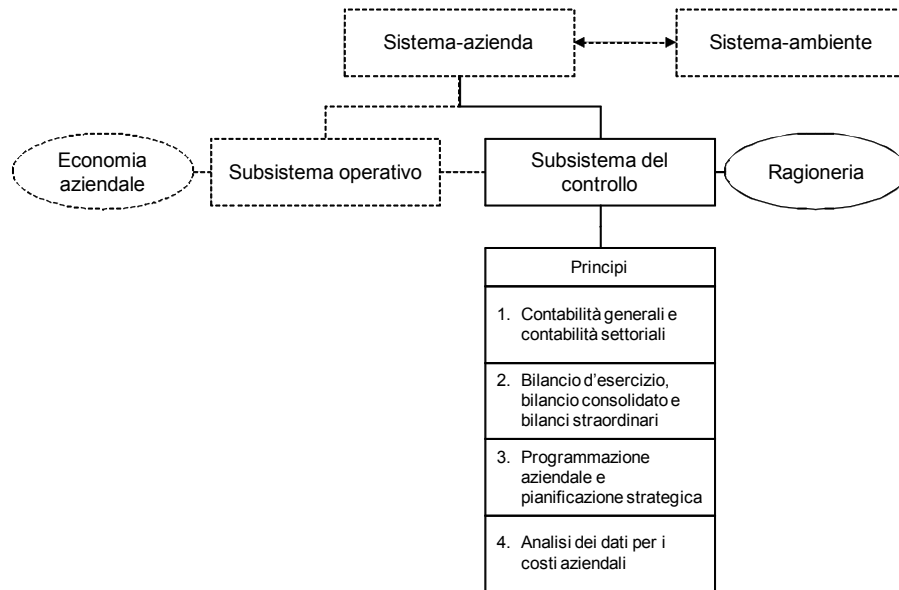 Sistema-azienda
Sistema-ambiente
Economia
aziendale
Subsistema operativo
Subsistema del
controllo
Ragioneria
Principi
1. Contabilità generali e
contabilità settoriali
2. Bilancio d'esercizio,
bilancio consolidato e
bilanci straordinari
3. Programmazione
aziendale e
pianificazione strategica
4. Analisi dei dati per i
costi aziendali